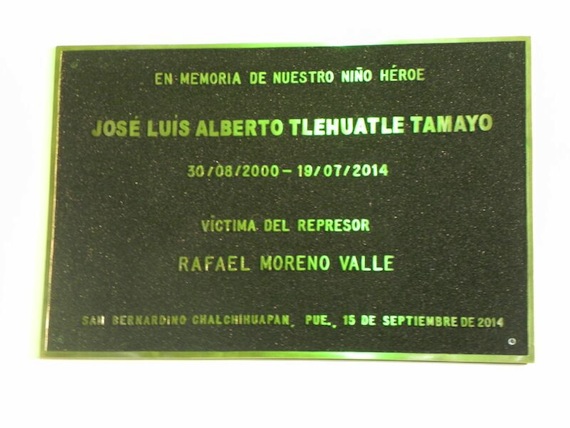 EN MEMORIA DE NUESTRO NIÑO HÉROE
JOSÉ LUIS ALBERTO TLEHUATLE TAMAYO
30/08/2000 – 19/07/2014
VÍCTIMA DEL REPRESOR
RAFAEL MORENO VALLE
SAN BERNARDINO CHALCHIHUAPAN, PUE., 15 DE SEPTIEMBRE DE 2014